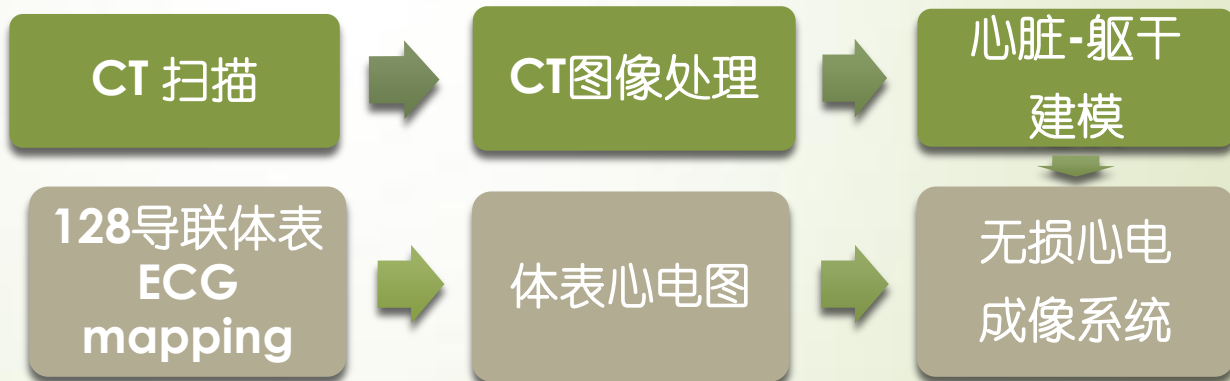 CT 扫描
CT图像处理
心脏-躯干
建模
128导联体表
ECG
mapping
体表心电图
无损心电
成像系统